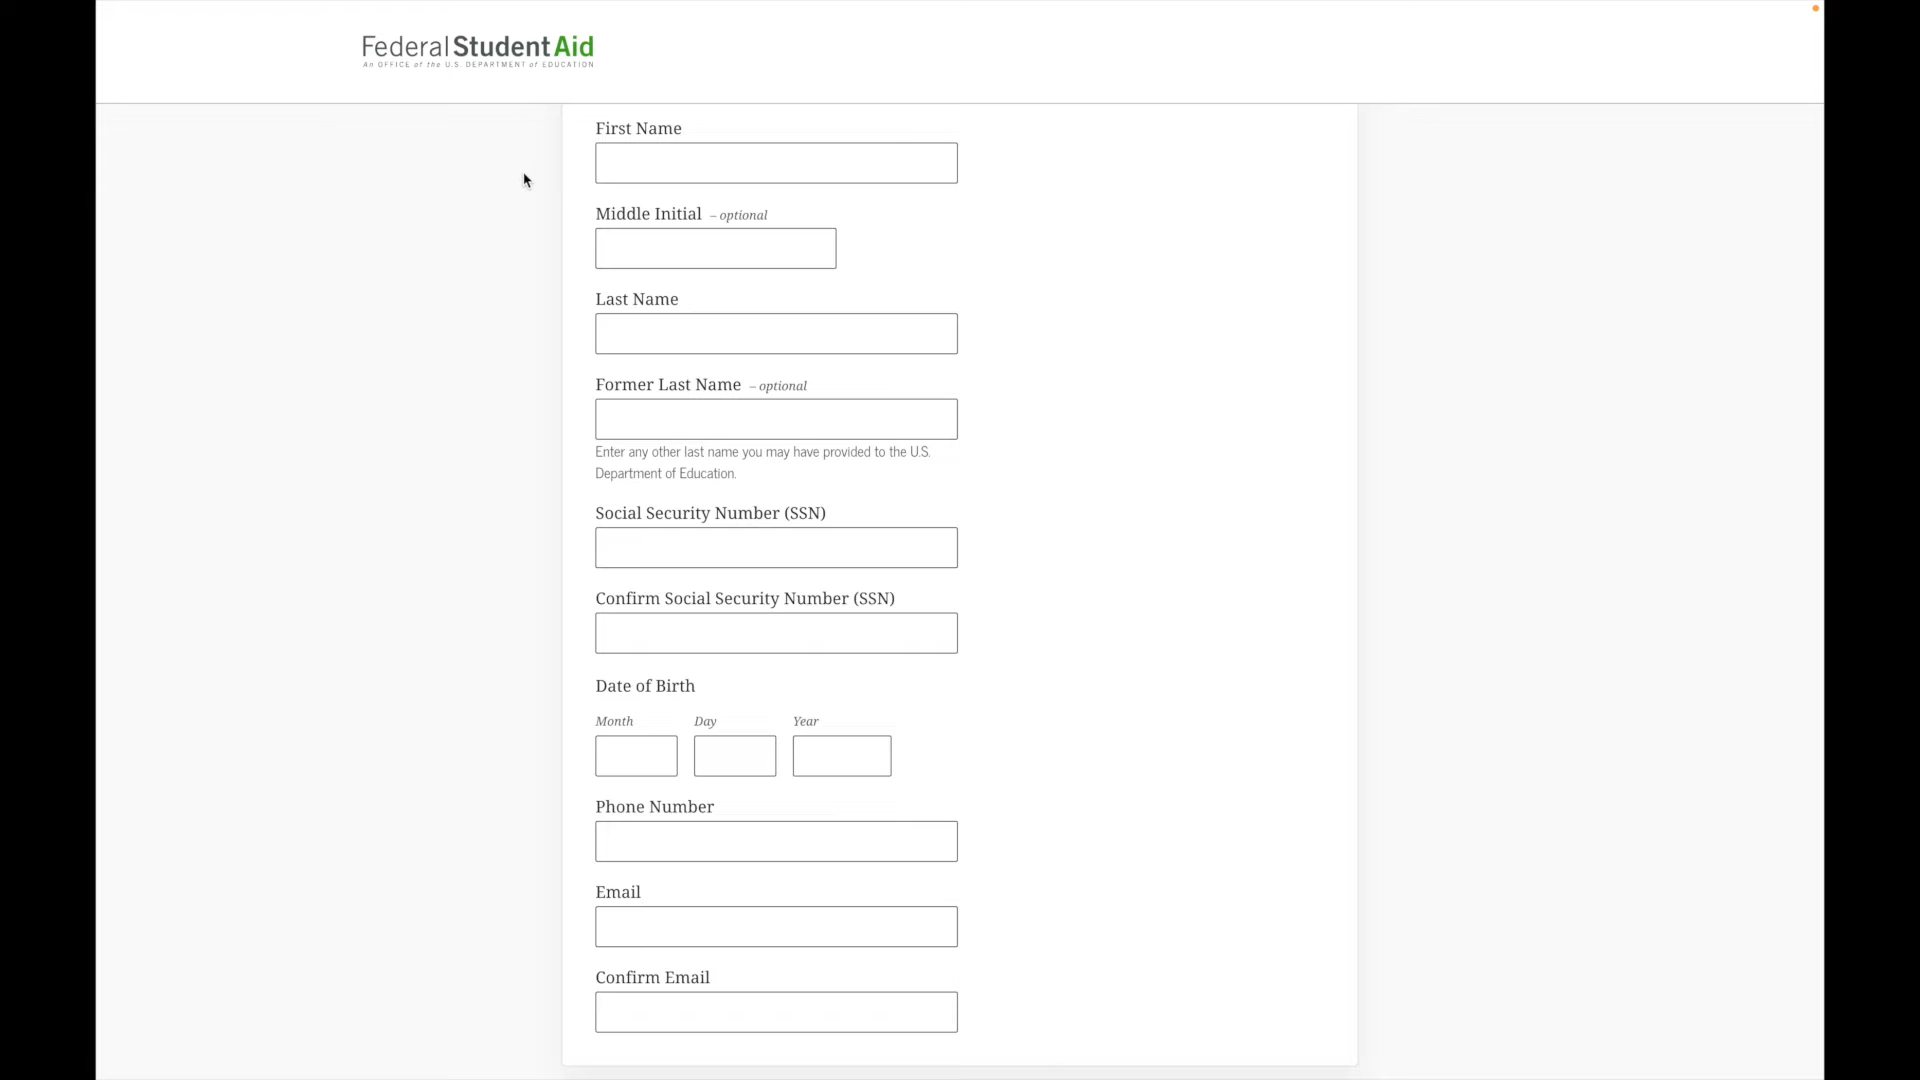 Federal StudentAid
An OFFICE of the U.S. DEPARTMENT of EDUCATION
First Name
Middle Initial – optional
Last Name
Former Last Name – optional
Enter any other last name you may have provided to the U.S.
Department of Education.
Social Security Number (SSN)
Confirm Social Security Number (SSN)
Date of Birth
Month Day Year
Phone Number
Email
Confirm Email